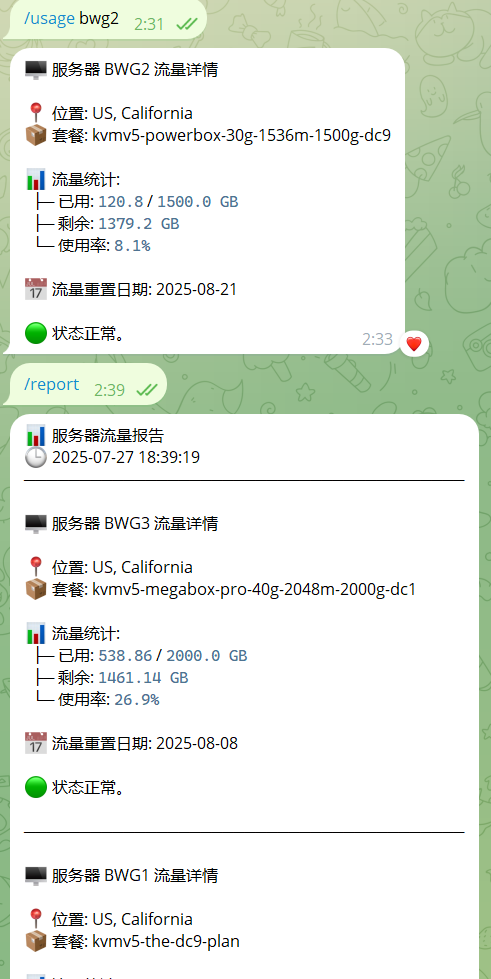 /usage bwg2 2:31
服务器 BWG2 流量详情
位置: US, California
套餐: kvmv5-powerbox-30g-1536m-1500g-dc9
流量统计:
├─ 已用: 120.8 / 1500.0 GB
├─ 剩余: 1379.2 GB
└─ 使用率: 8.1%
17 流量重置日期: 2025-08-21
状态正常。
2:33
/report 2:39
服务器流量报告
2025-07-27 18:39:19
服务器 BWG3 流量详情
位置: US, California
套餐: kvmv5-megabox-pro-40g-2048m-2000g-dc1
流量统计:
├─ 已用: 538.86 / 2000.0 GB
├─ 剩余: 1461.14 GB
└─ 使用率: 26.9%
17 流量重置日期: 2025-08-08
状态正常。
服务器 BWG1 流量详情
位置: US, California
套餐: kvmv5-the-dc9-plan